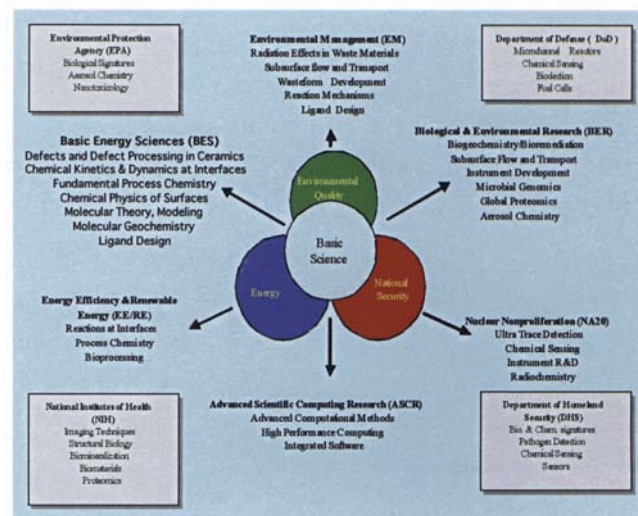 Environmental Protection
Agency (EPA)
Biological Signatures
Aerosol Chemistry
Nanotoxicology
Environmental Management (EM)
Radiation Effects in Waste Materials
Subsurface flow and Transport
Wasteform Development
Reaction Mechanisms
Ligand Design
Department of Defense ( DoD )
Microchannel Reactors
Chemical Sensing
Biodetection
Fuel Cells
Basic Energy Sciences (BES)
Defects and Defect Processing in Ceramics
Chemical Kinetics & Dynamics at Interfaces
Fundamental Process Chemistry
Chemical Physics of Surfaces
Molecular Theory, Modeling
Molecular Geochemistry
Ligand Design
Biological & Environmental Research (BER)
Biogeochemistry/Bioremediation
Subsurface Flow and Transport
Instrument Development
Microbial Genomics
Global Proteomics
Aerosol Chemistry
Environmental
Quality
Basic
Science
Energy
National
Security
Energy Efficiency & Renewable
Energy (EE/RE)
Reactions at Interfaces
Process Chemistry
Bioprocessing
Nuclear Nonproliferation (NA20)
Ultra Trace Detection
Chemical Sensing
Instrument R&D
Radiochemistry
National Institutes of Health
(NIH)
Imaging Techniques
Structural Biology
Biomineralization
Biomaterials
Proteomics
Advanced Scientific Computing Research (ASCR)
Advanced Computational Methods
High Performance Computing
Integrated Software
Department of Homeland
Security (DHS)
Bio. & Chem. signatures
Pathogen Detection
Chemical Sensing
Sensors